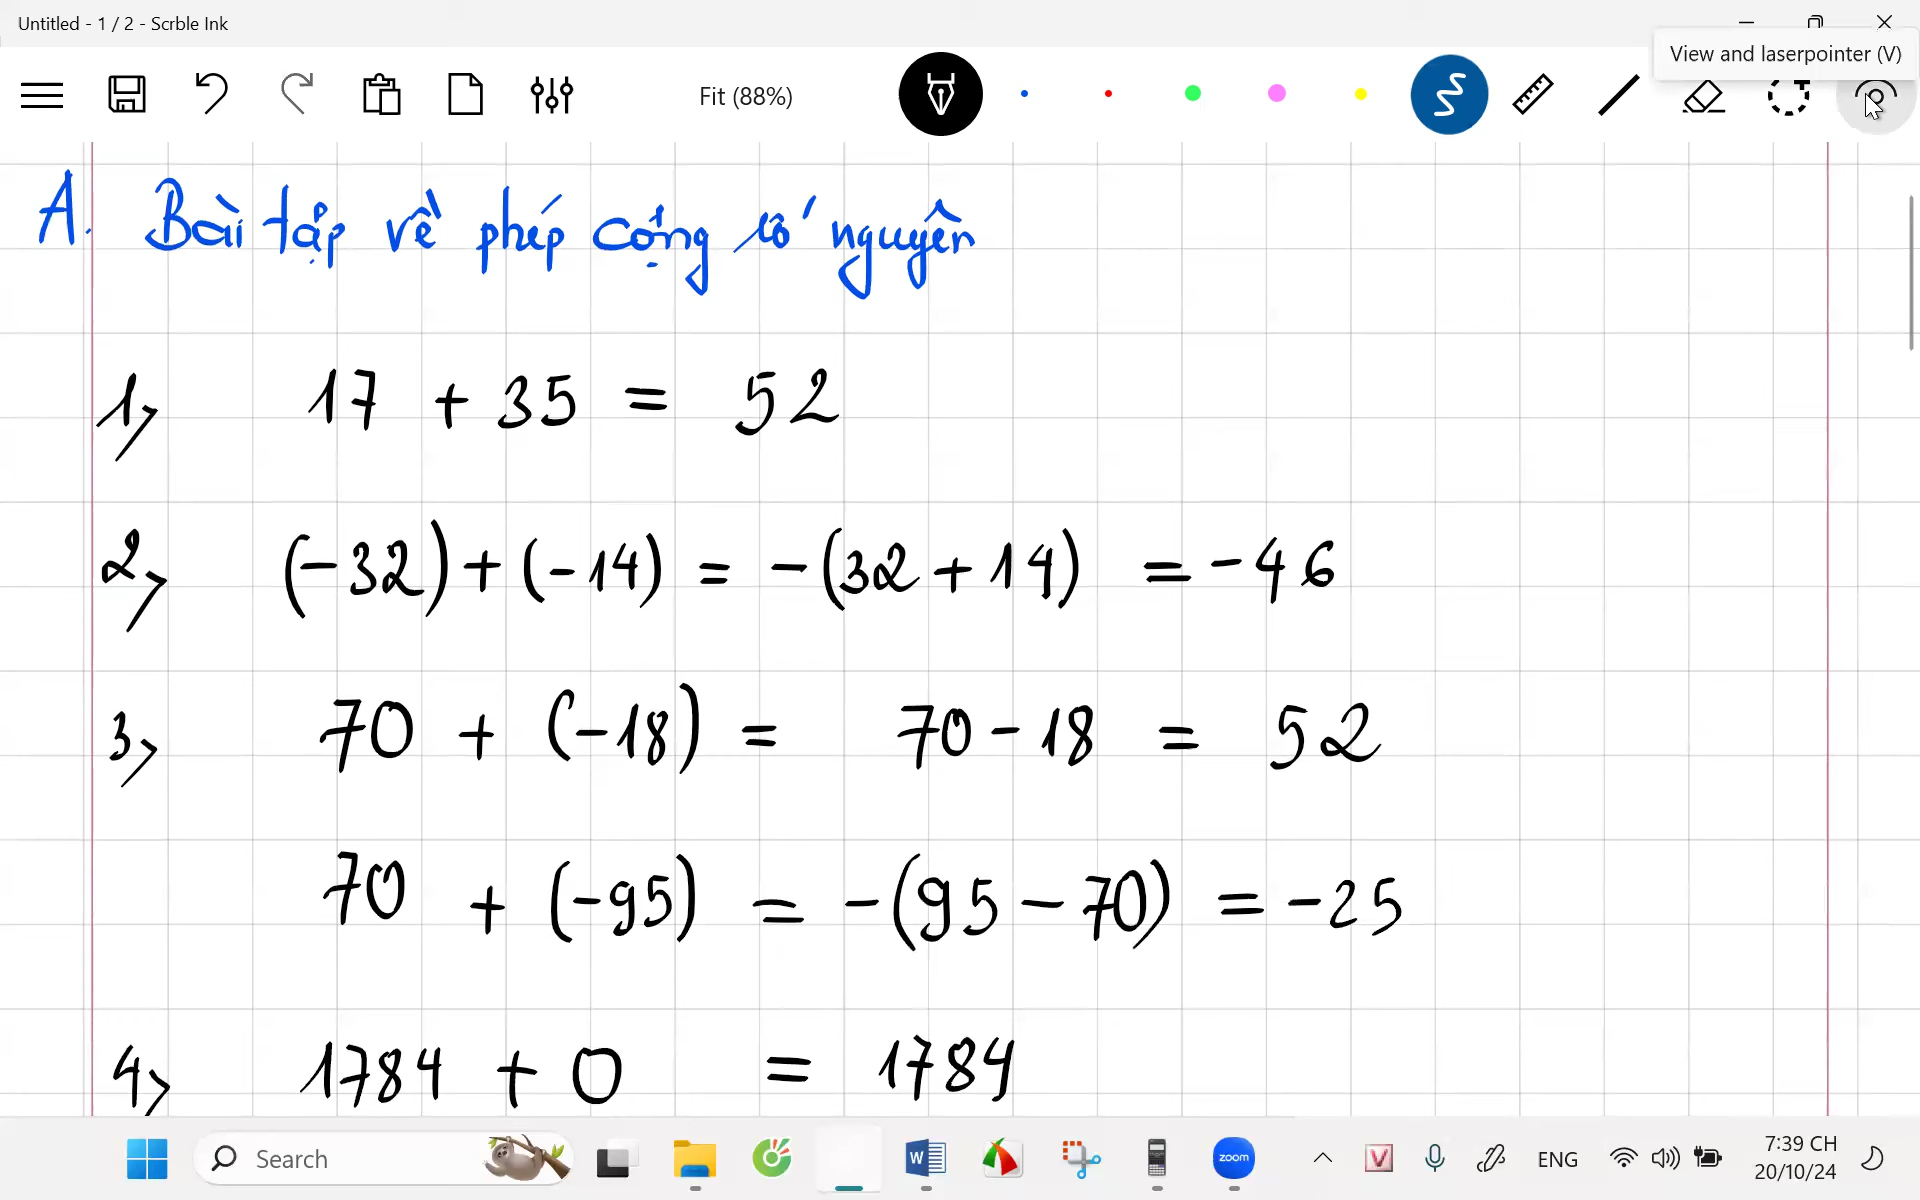 Untitled - 1 / 2 - Scrble Ink
View and laserpointer (V)
Fit (88%)
A. Bài tập về phép cộng số nguyên
1, 17 + 35 = 52
2, (-32) + (-14) = -(32 + 14) = -46
3, 70 + (-18) = 70 - 18 = 52
70 + (-95) = -(95 - 70) = -25
4, 1784 + 0 = 1784
Search
W
zoom
V
ENG
7:39 CH
20/10/24